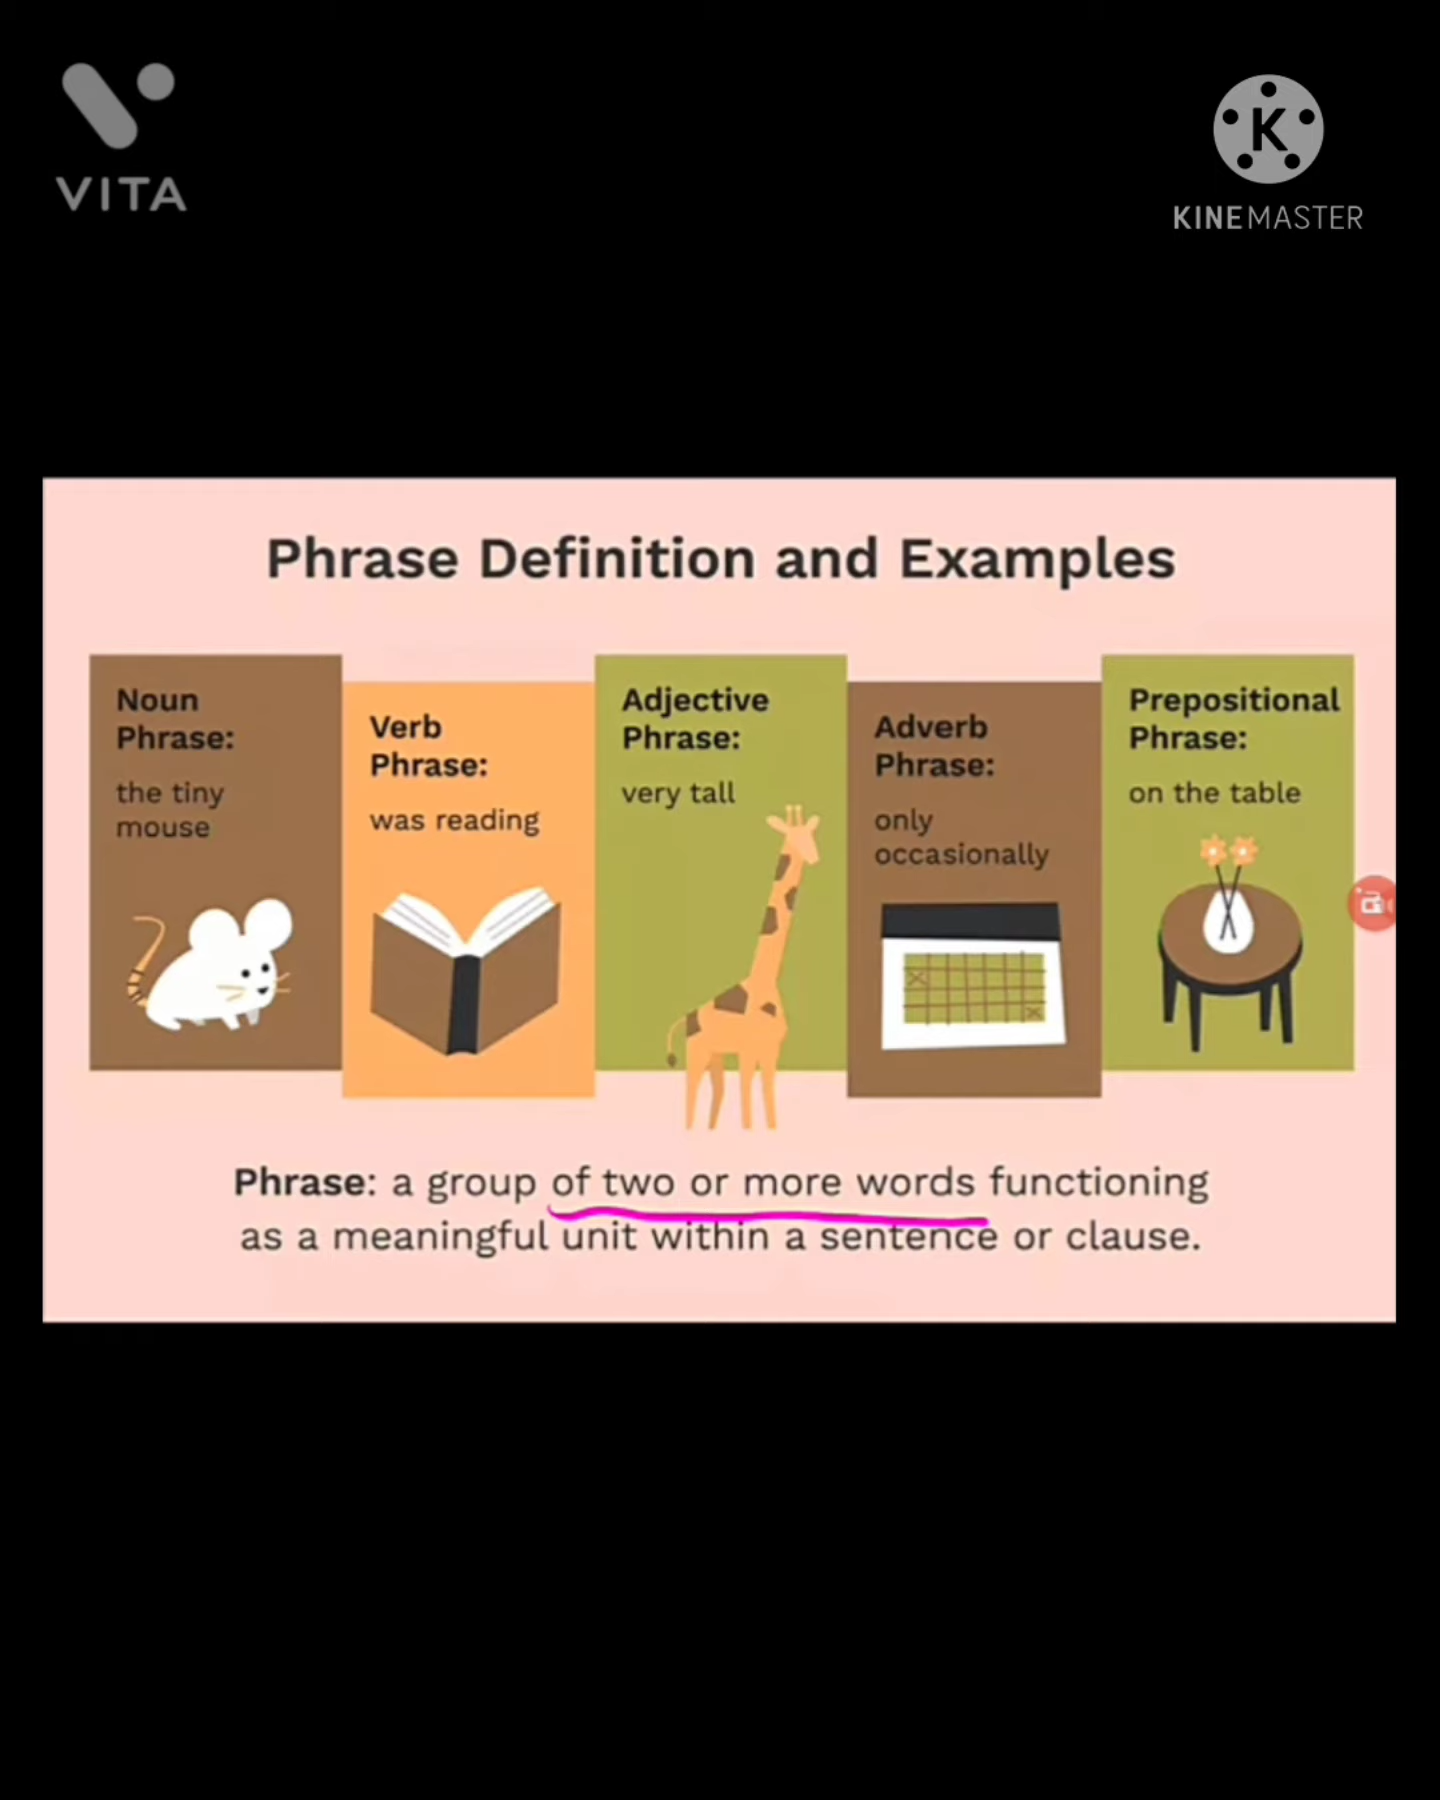 VITA
KINEMASTER
Phrase Definition and Examples
Noun
Phrase:
the tiny
mouse
Verb
Phrase:
was reading
Adjective
Phrase:
very tall
Adverb
Phrase:
only
occasionally
Prepositional
Phrase:
on the table
Phrase: a group of two or more words functioning
as a meaningful unit within a sentence or clause.